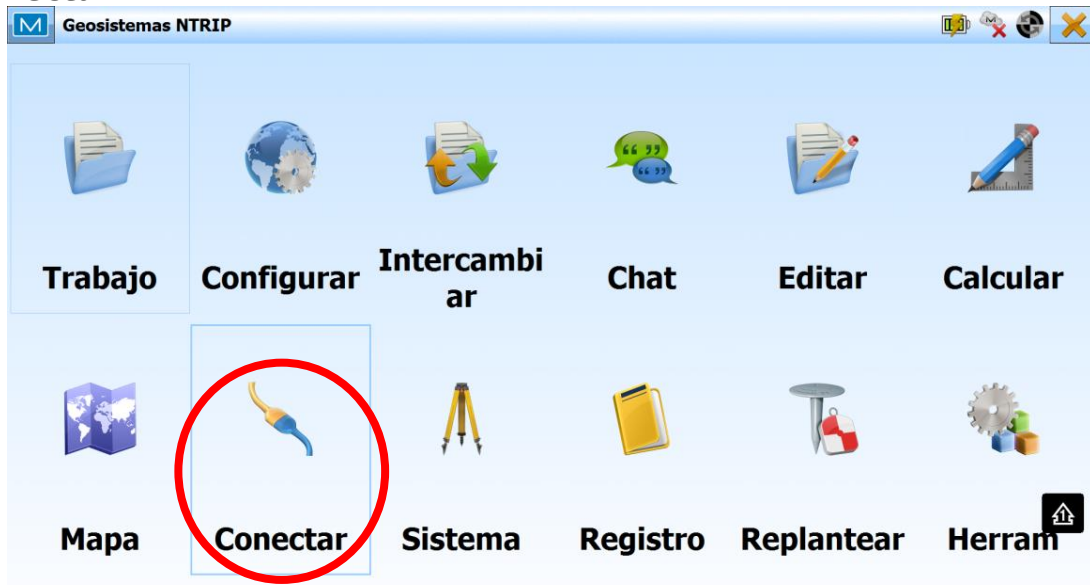 Geosistemas NTRIP
Trabajo
Configurar
Intercambi
ar
Chat
Editar
Calcular
Mapa
Conectar
Sistema
Registro
Replantear
Herram